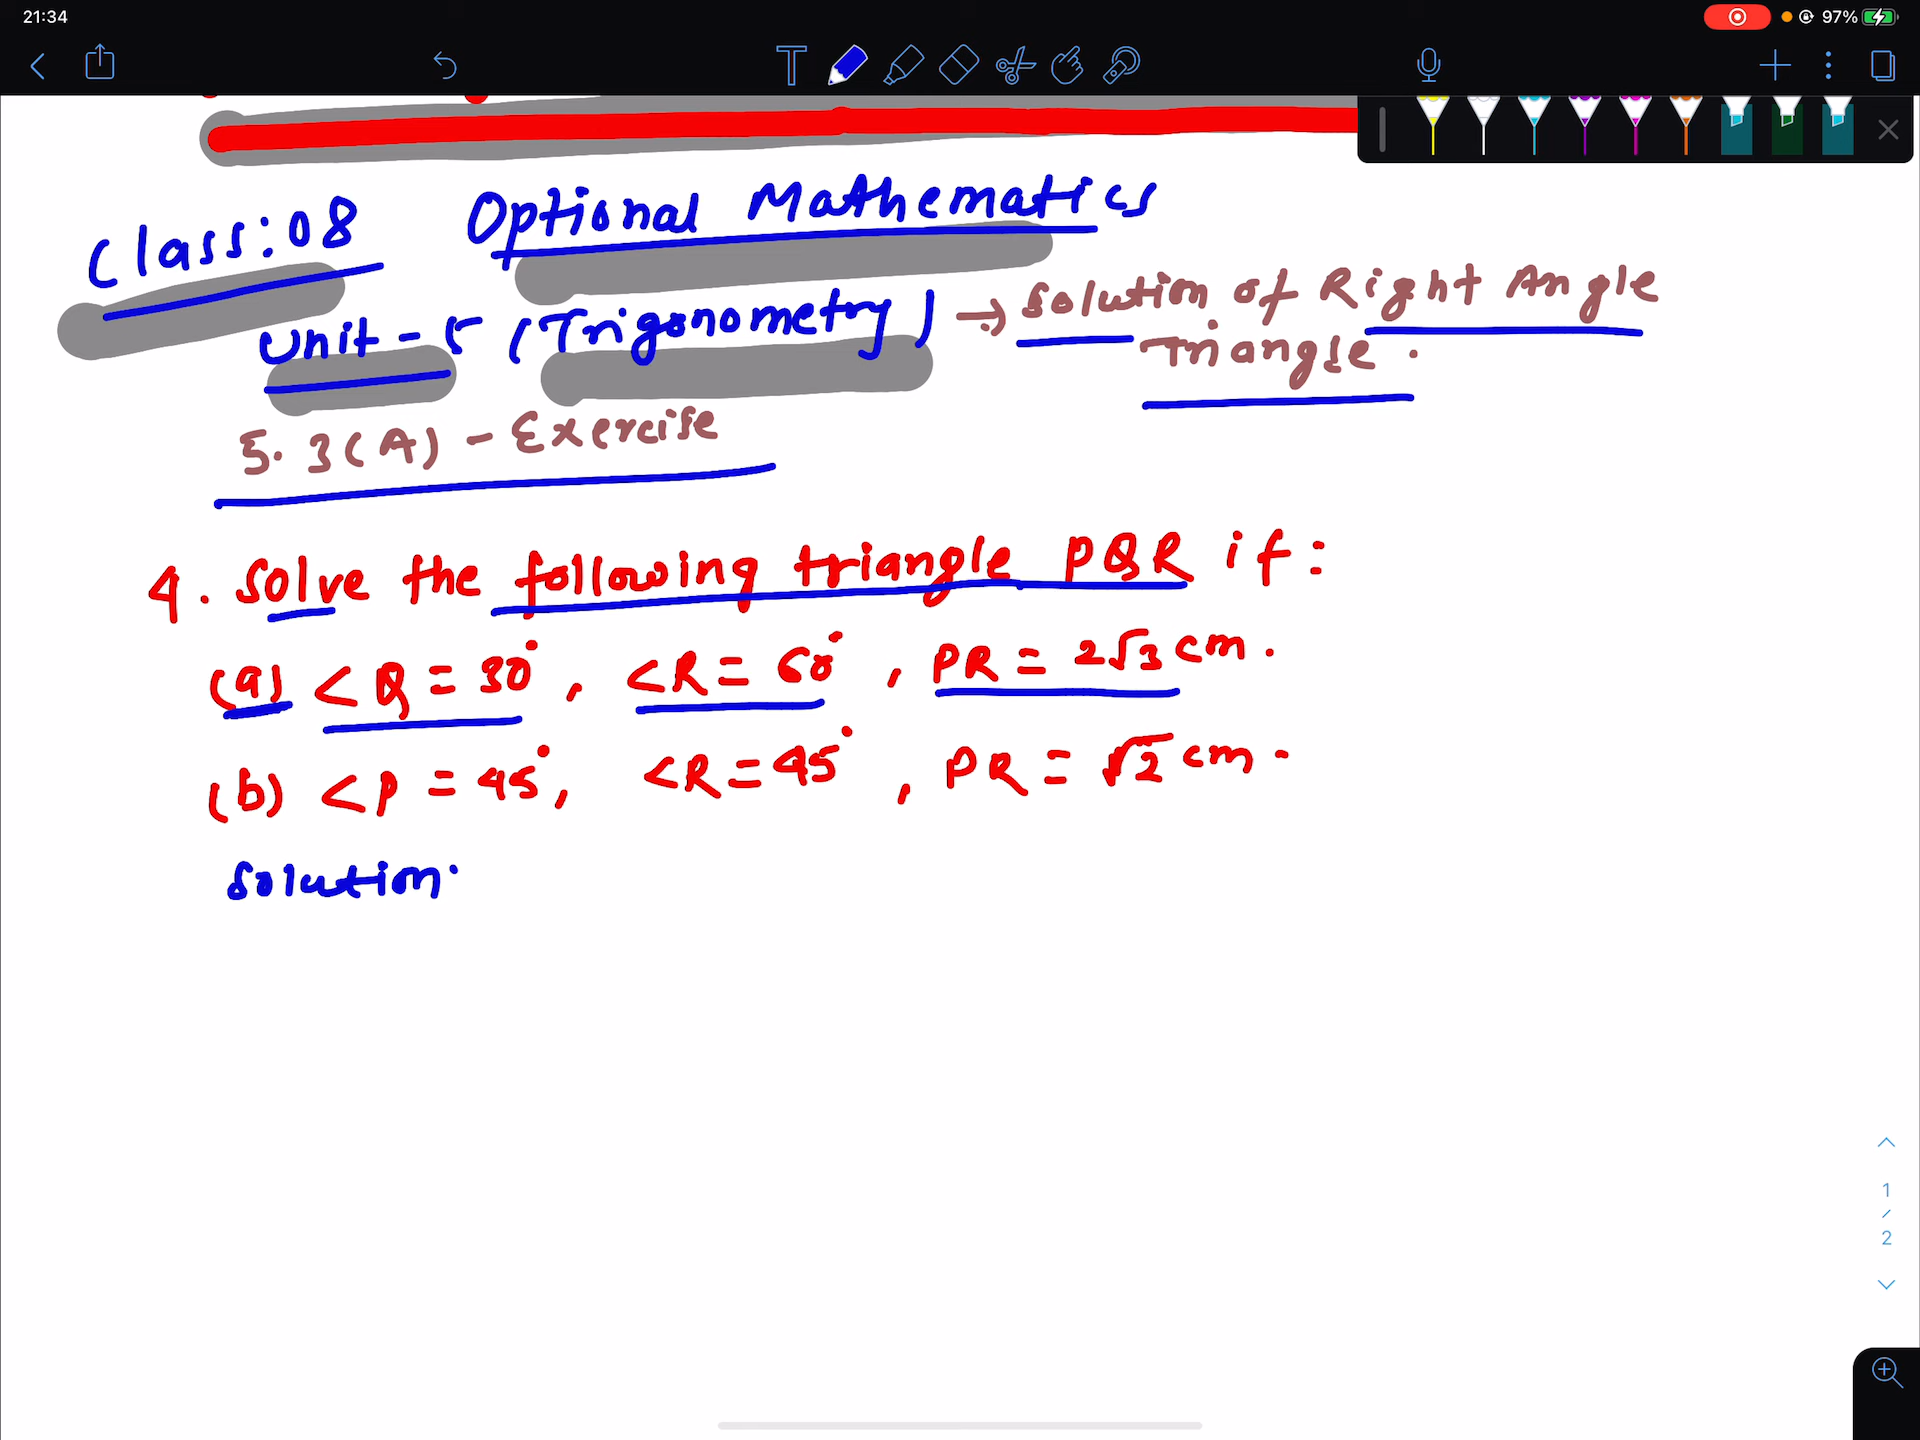 21:34
97%
Class:08 Optional Mathematics
Unit - 5 (Trigonometry) → Solution of Right Angle
Triangle.
5.3(A) - Exercise
4. Solve the following triangle PQR if:
(a) <Q = 30°, <R = 60°, PR = 2√3 cm.
(b) <P = 45°, <R = 45°, PR = √2 cm.
Solution.
1
/
2